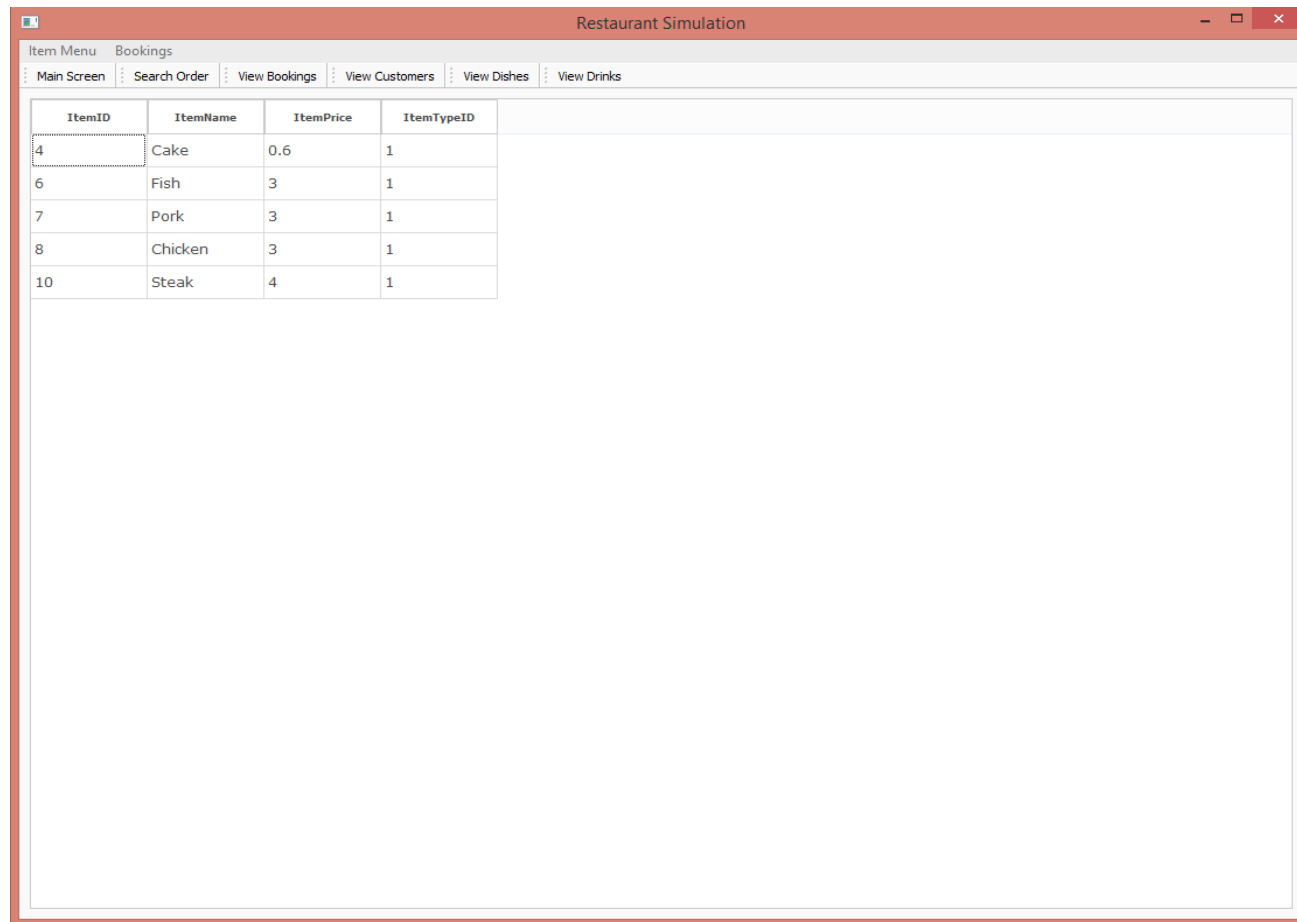 Restaurant Simulation
Item Menu Bookings
Main Screen Search Order View Bookings View Customers View Dishes View Drinks
ItemID ItemName ItemPrice ItemTypeID
4 Cake 0.6 1
6 Fish 3 1
7 Pork 3 1
8 Chicken 3 1
10 Steak 4 1